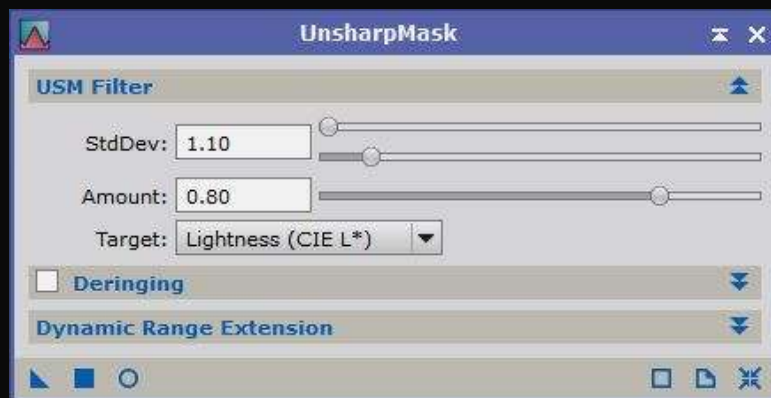 UnsharpMask
USM Filter
StdDev: 1.10
Amount: 0.80
Target: Lightness (CIE L*)
Deringing
Dynamic Range Extension